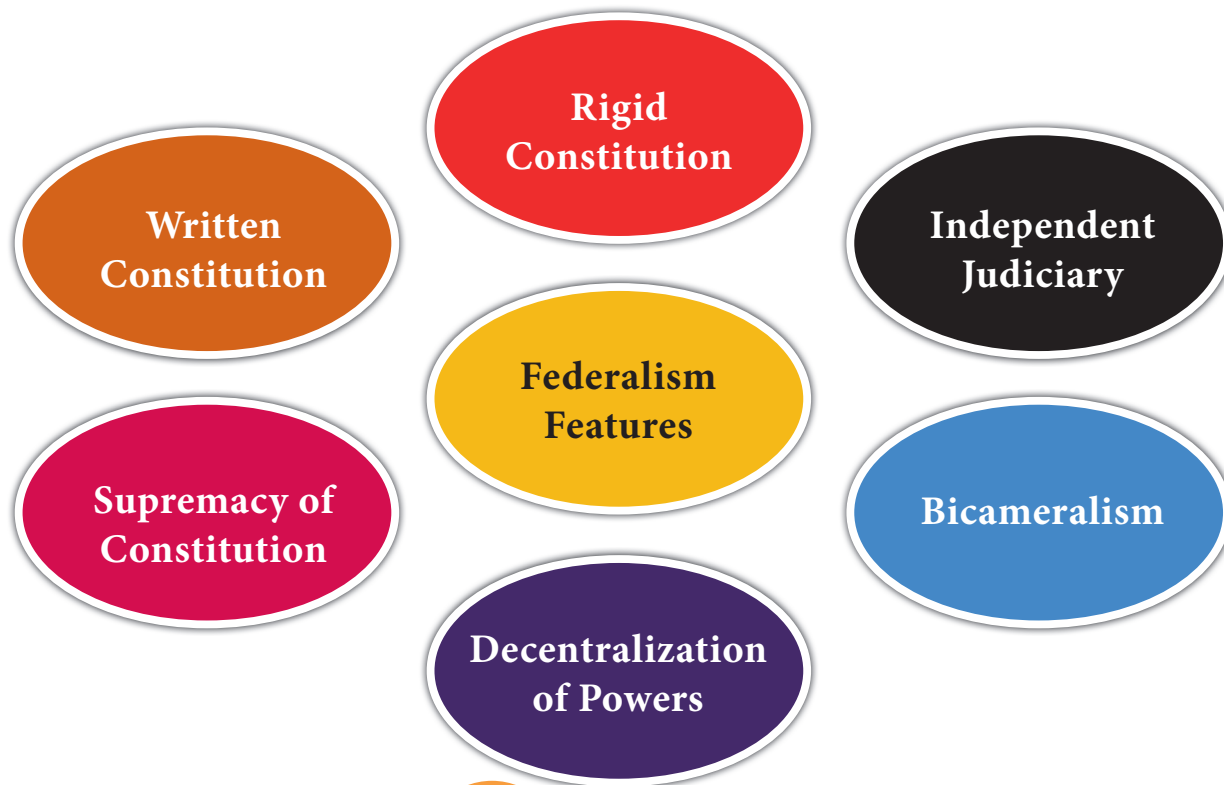 Rigid
Constitution
Written
Constitution
Independent
Judiciary
Federalism
Features
Supremacy of
Constitution
Bicameralism
Decentralization
of Powers